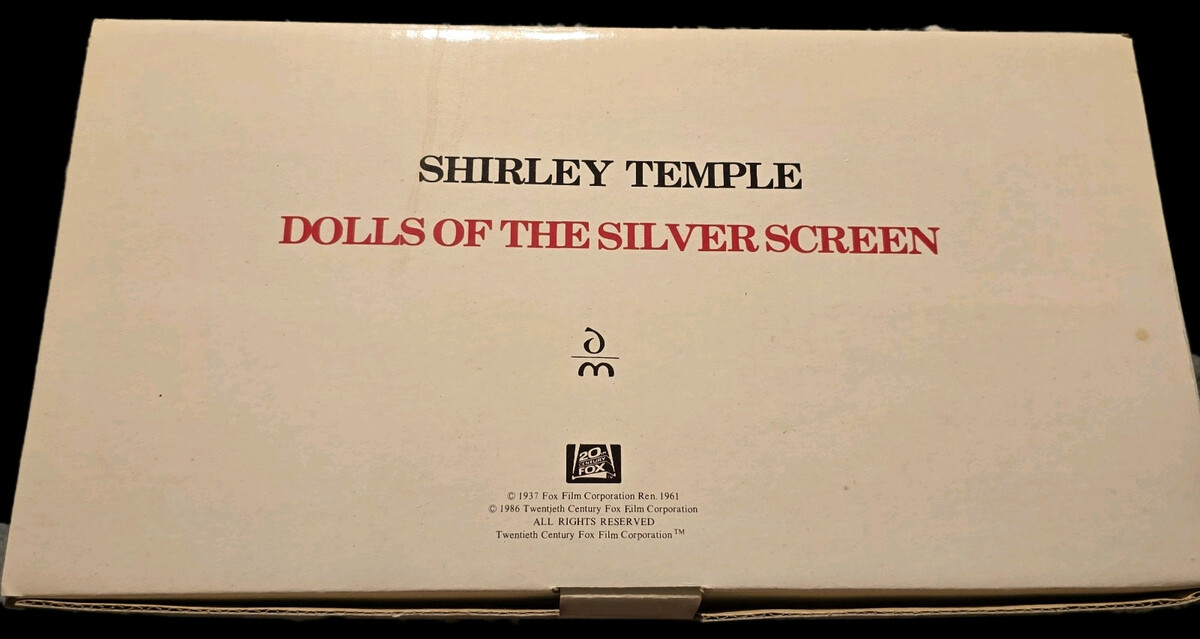 SHIRLEY TEMPLE
DOLLS OF THE SILVER SCREEN
20th
CENTURY
FOX
© 1937 Fox Film Corporation Ren. 1961
© 1986 Twentieth Century Fox Film Corporation
ALL RIGHTS RESERVED
Twentieth Century Fox Film Corporation™